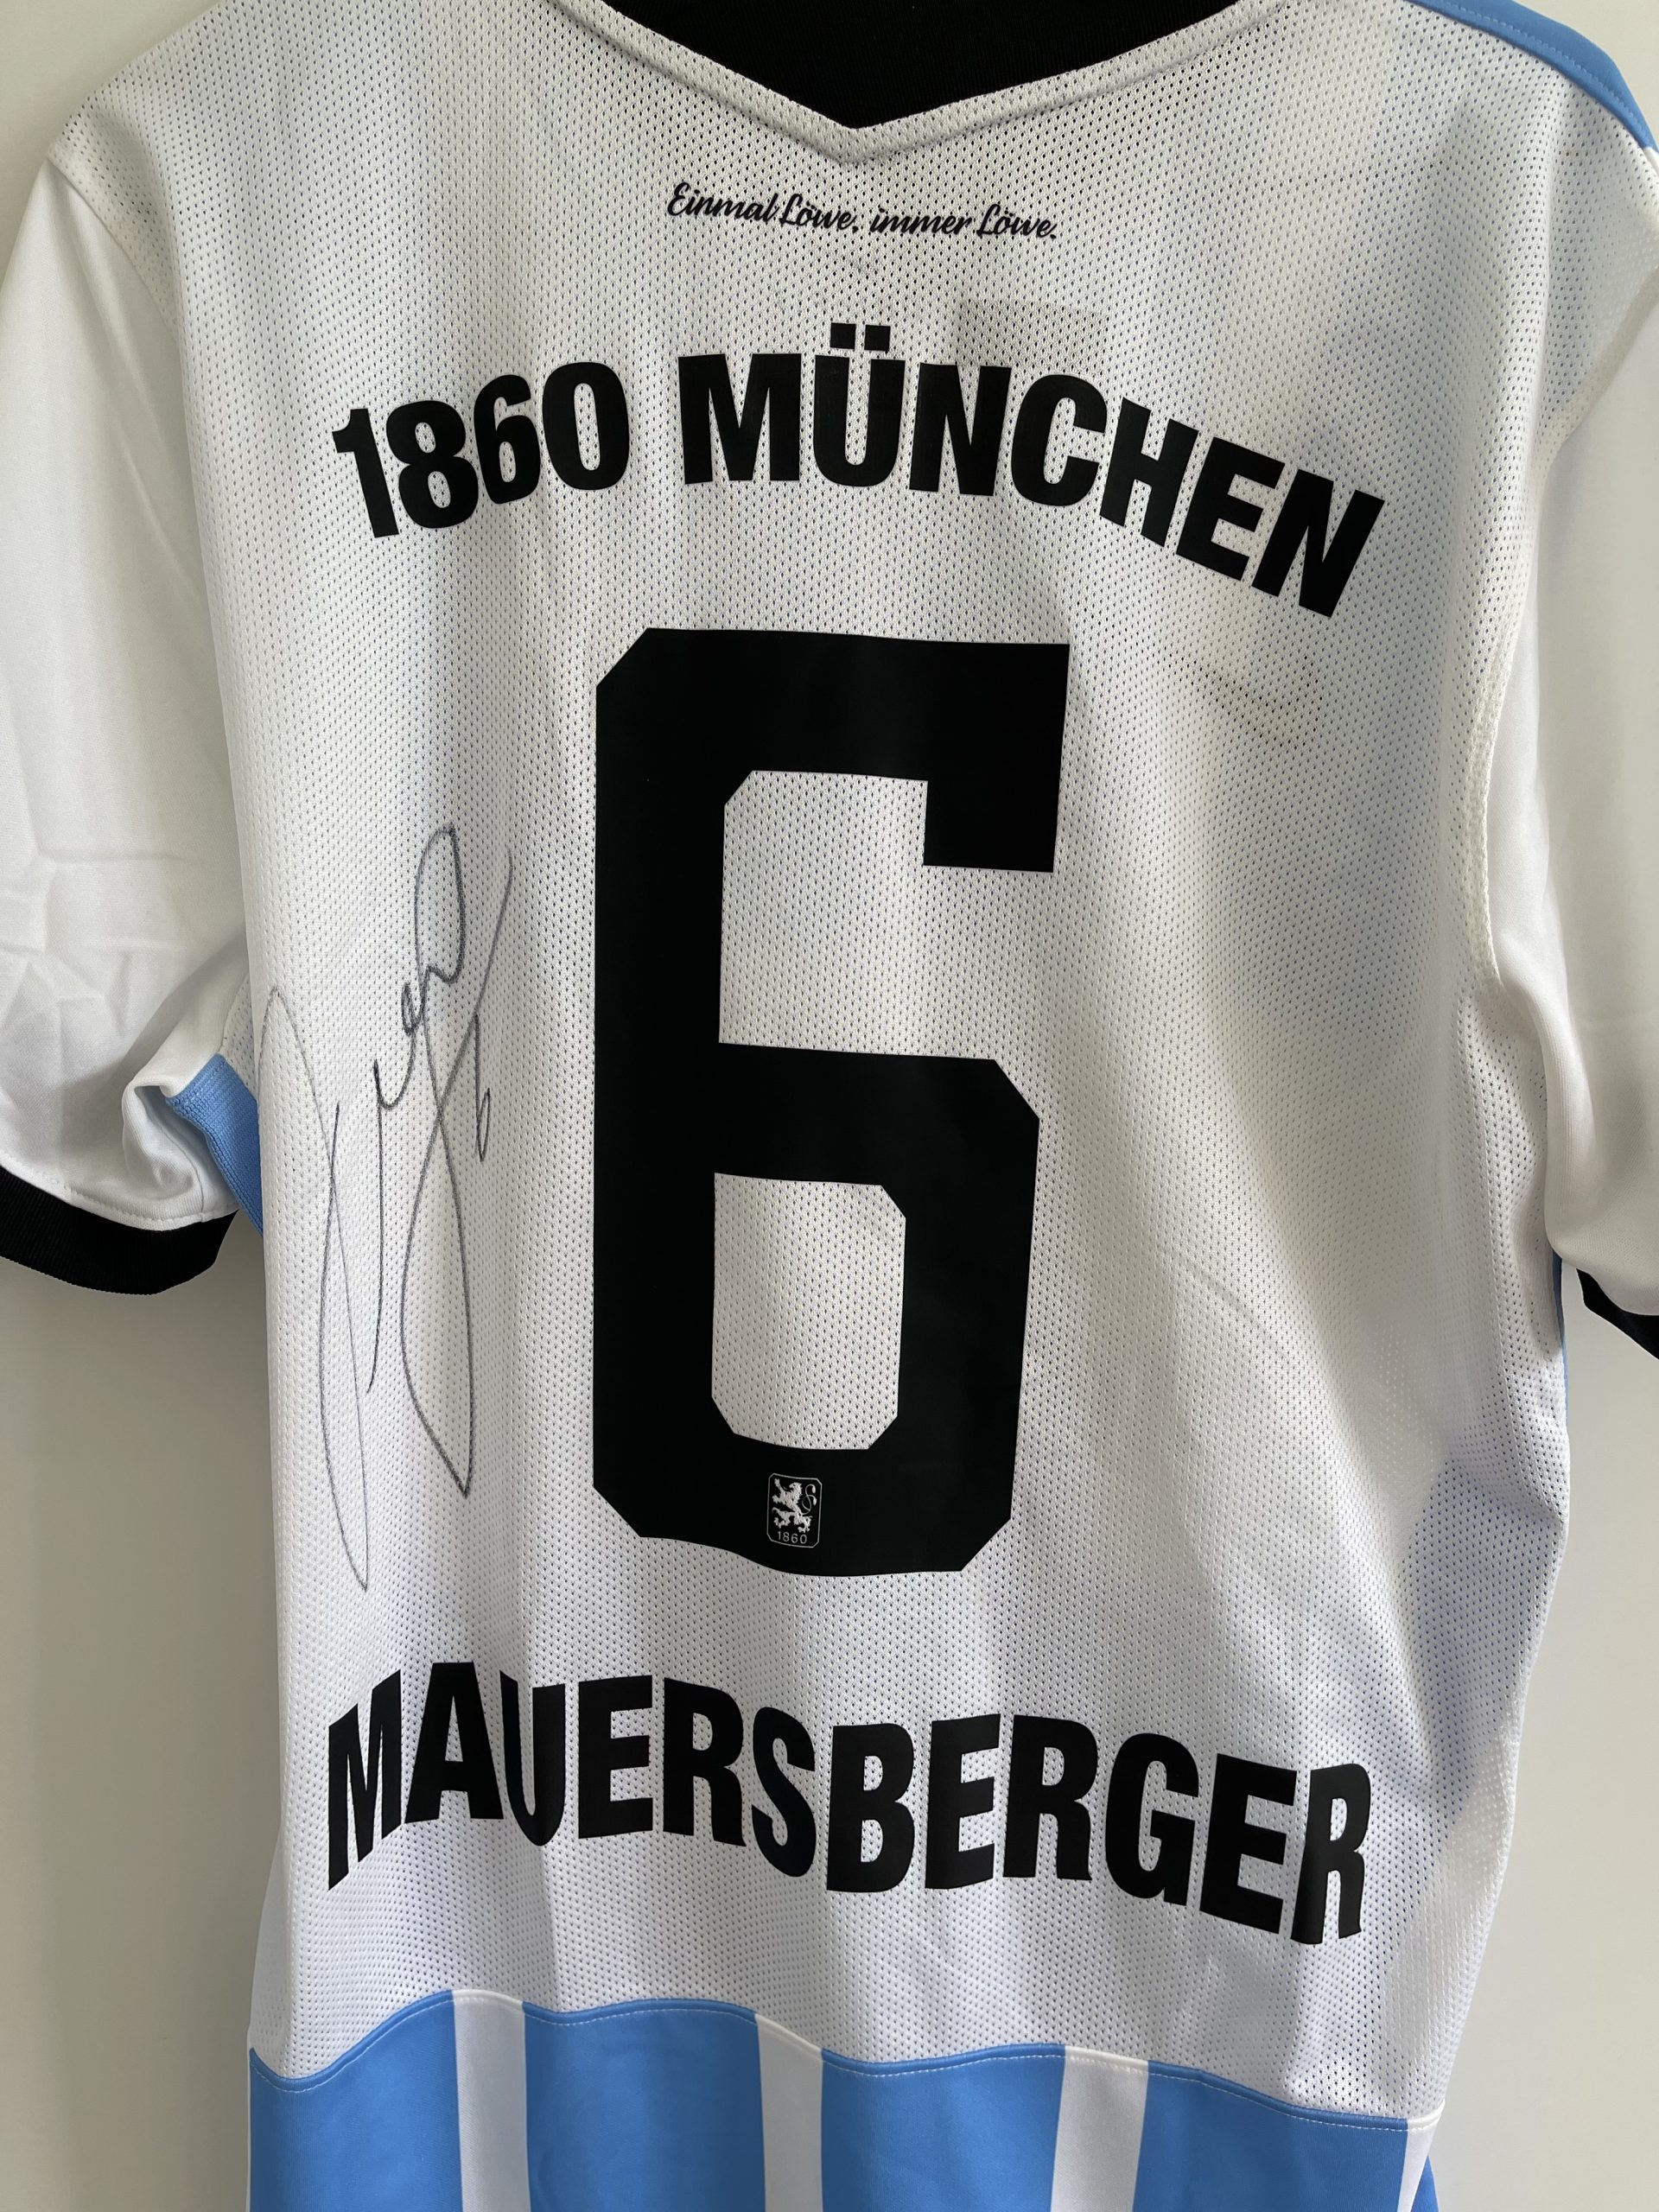 Einmal Löwe, immer Löwe.
1860 MÜNCHEN
6
1860
MAUERSBERGER